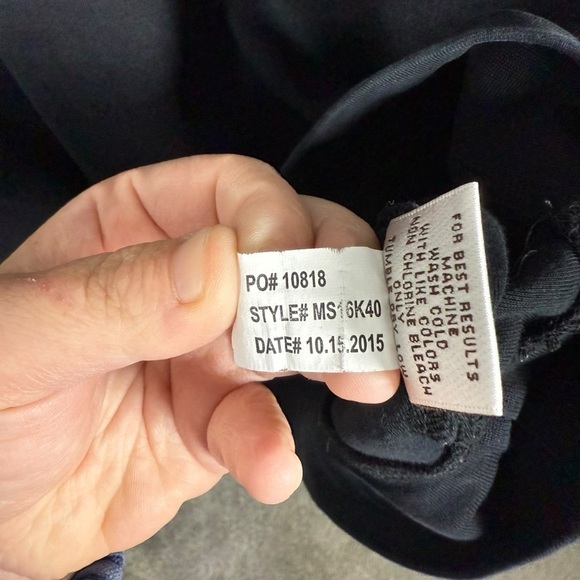 PO# 10818
STYLE# MS16K40
DATE# 10.15.2015
FOR BEST RESULTS
MACHINE
WASH COLD
WITH LIKE COLORS
NON CHLORINE BLEACH
ONLY
TUMBLE DRY LOW